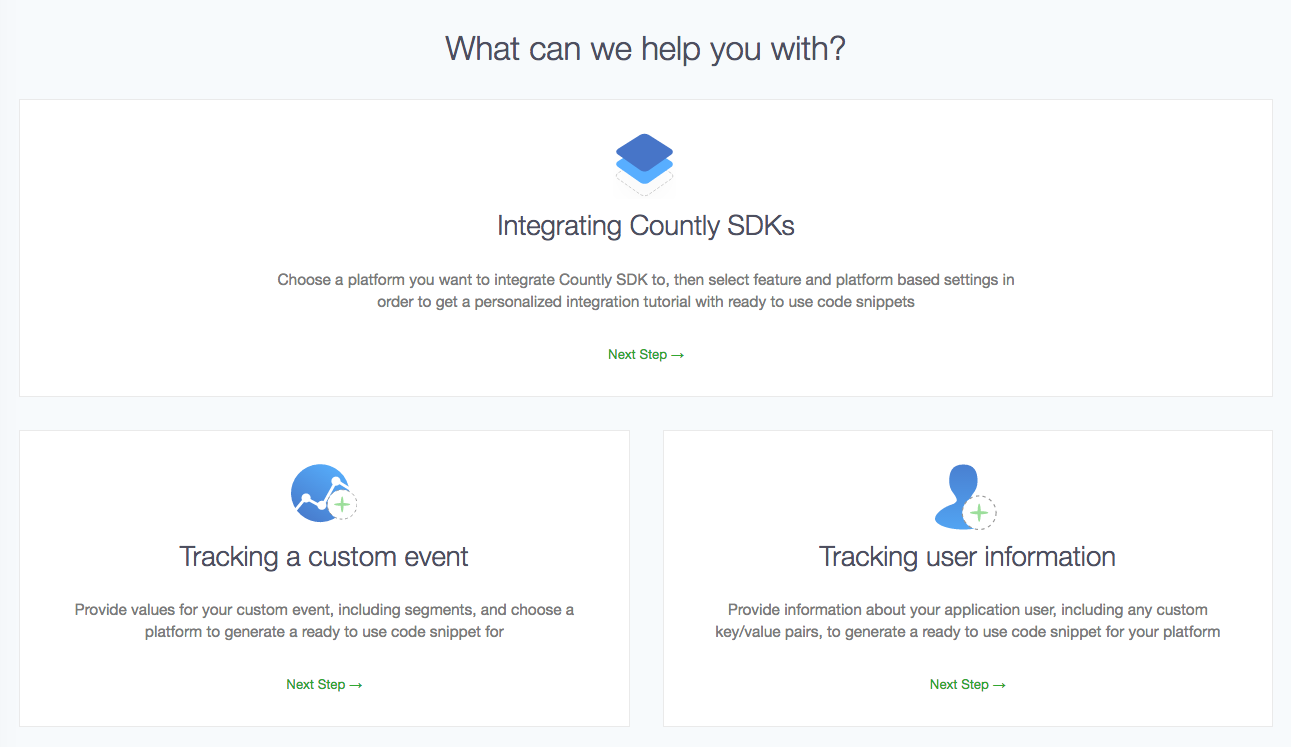 What can we help you with?
Integrating Countly SDKs
Choose a platform you want to integrate Countly SDK to, then select feature and platform based settings in
order to get a personalized integration tutorial with ready to use code snippets
Next Step →
Tracking a custom event
Provide values for your custom event, including segments, and choose a
platform to generate a ready to use code snippet for
Next Step →
Tracking user information
Provide information about your application user, including any custom
key/value pairs, to generate a ready to use code snippet for your platform
Next Step →